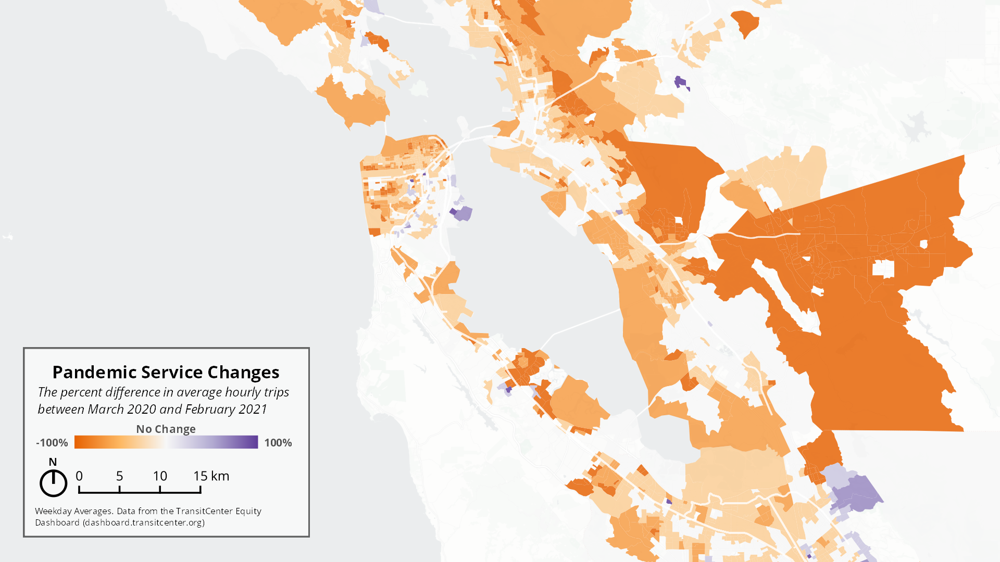 Pandemic Service Changes
The percent difference in average hourly trips
between March 2020 and February 2021
No Change
-100% 100%
N
0 5 10 15 km
Weekday Averages. Data from the TransitCenter Equity
Dashboard (dashboard.transitcenter.org)